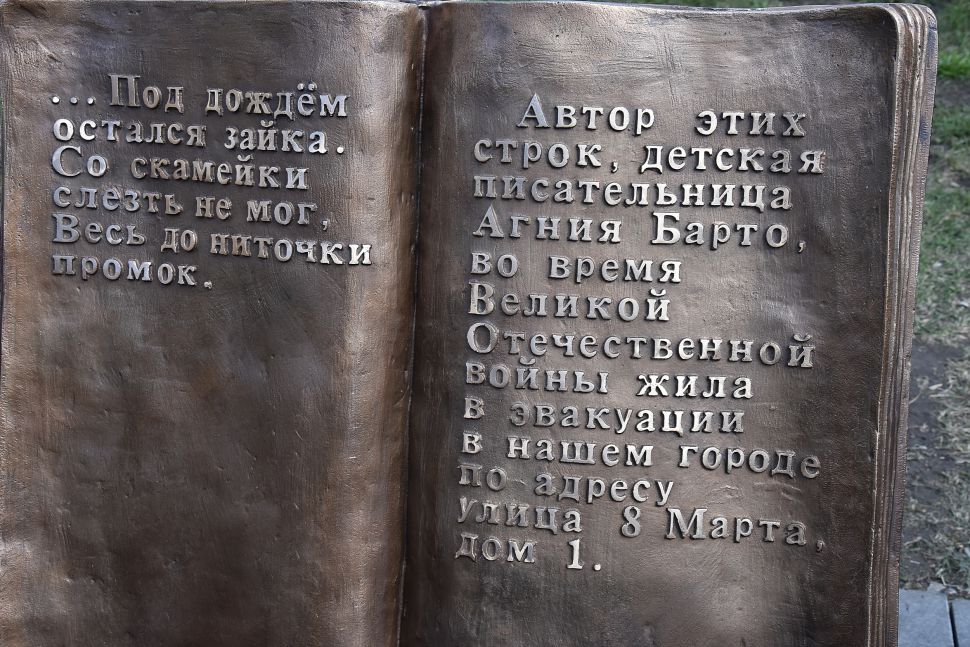 ...Под дождём
остался зайка.
Со скамейки
слезть не мог,
Весь до ниточки
промок.
Автор этих
строк, детская
писательница
Агния Барто,
во время
Великой
Отечественной
войны жила
в эвакуации
в нашем городе
по адресу
улица 8 Марта,
дом 1.